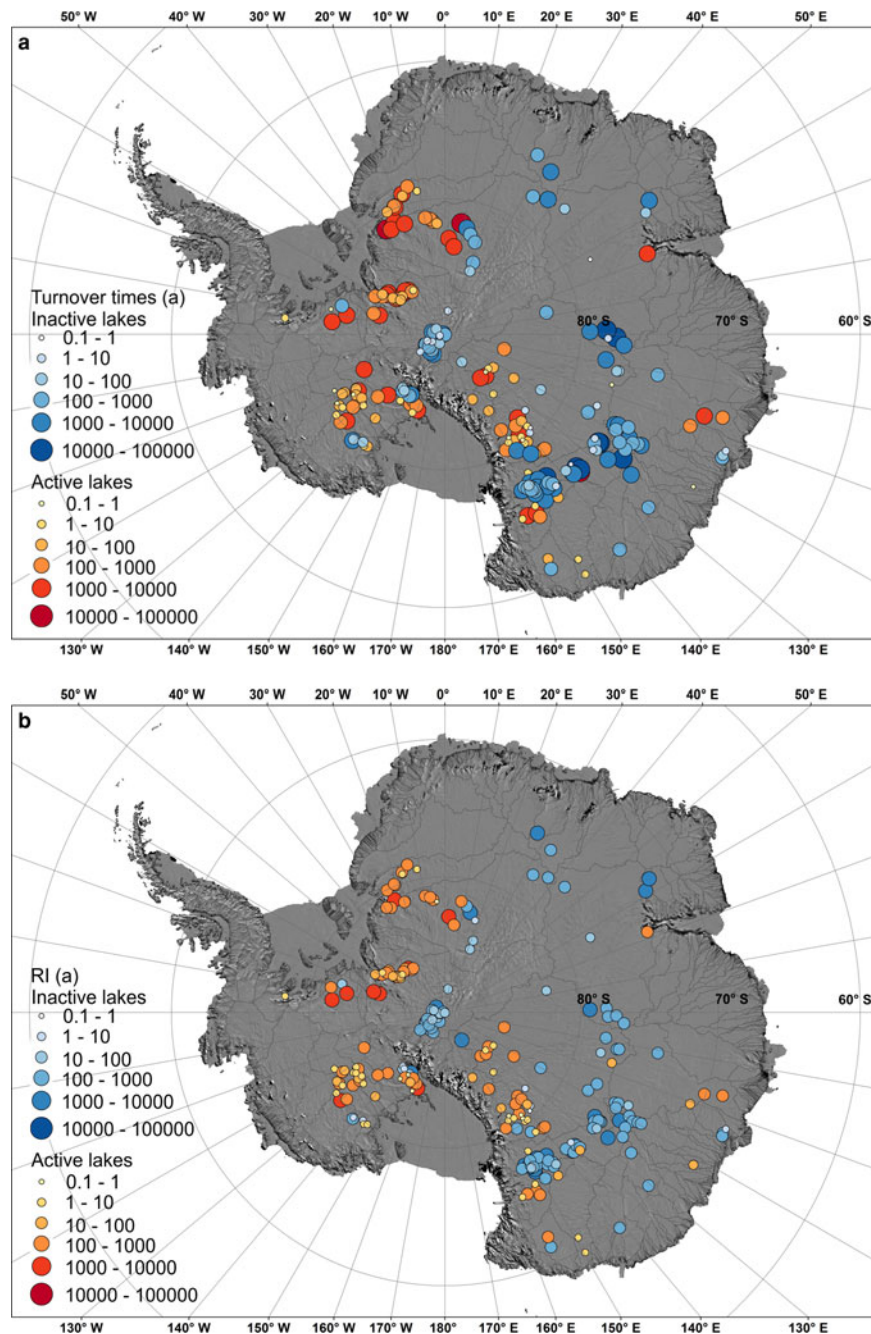 50° W 40° W 30° W 20° W 10° W 0° 10° E 20° E 30° E 40° E 50° E
a
Turnover times (a)
Inactive lakes
0.1 - 1
1 - 10
10 - 100
100 - 1000
1000 - 10000
10000 - 100000
Active lakes
0.1 - 1
1 - 10
10 - 100
100 - 1000
1000 - 10000
10000 - 100000
80° S 70° S 60° S
130° W 140° W 150° W 160° W 170° W 180° 170° E 160° E 150° E 140° E 130° E
50° W 40° W 30° W 20° W 10° W 0° 10° E 20° E 30° E 40° E 50° E
b
RI (a)
Inactive lakes
0.1 - 1
1 - 10
10 - 100
100 - 1000
1000 - 10000
10000 - 100000
Active lakes
0.1 - 1
1 - 10
10 - 100
100 - 1000
1000 - 10000
10000 - 100000
80° S 70° S 60° S
130° W 140° W 150° W 160° W 170° W 180° 170° E 160° E 150° E 140° E 130° E